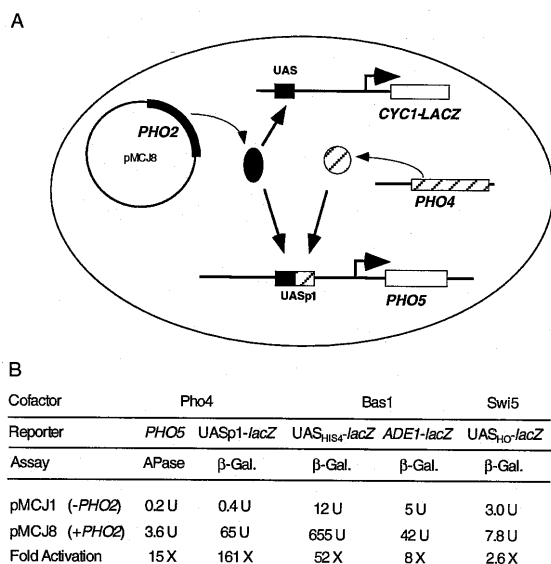 A
UAS
CYC1-LACZ
PHO2
pMCJ8
PHO4
UASp1
PHO5
B
Cofactor Pho4 Bas1 Swi5
Reporter PHO5 UASp1-lacZ UASHIS4-lacZ ADE1-lacZ UASHO-lacZ
Assay APase β-Gal. β-Gal. β-Gal. β-Gal.
pMCJ1 (-PHO2) 0.2 U 0.4 U 12 U 5 U 3.0 U
pMCJ8 (+PHO2) 3.6 U 65 U 655 U 42 U 7.8 U
Fold Activation 15 X 161 X 52 X 8 X 2.6 X